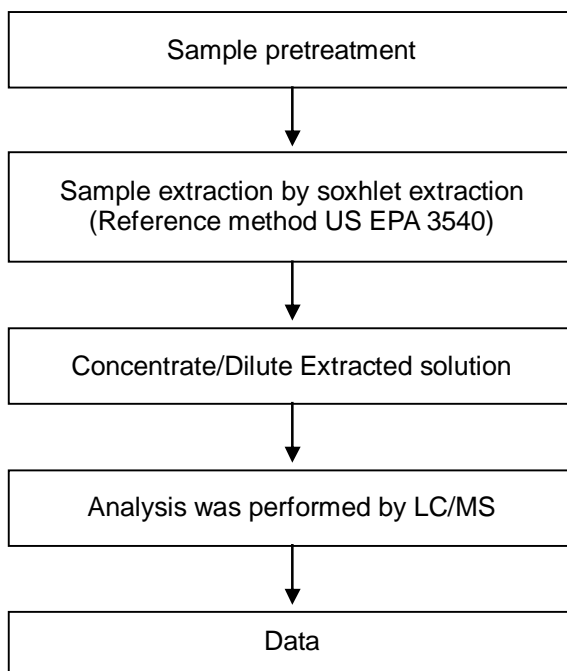 Sample pretreatment
Sample extraction by soxhlet extraction
(Reference method US EPA 3540)
Concentrate/Dilute Extracted solution
Analysis was performed by LC/MS
Data